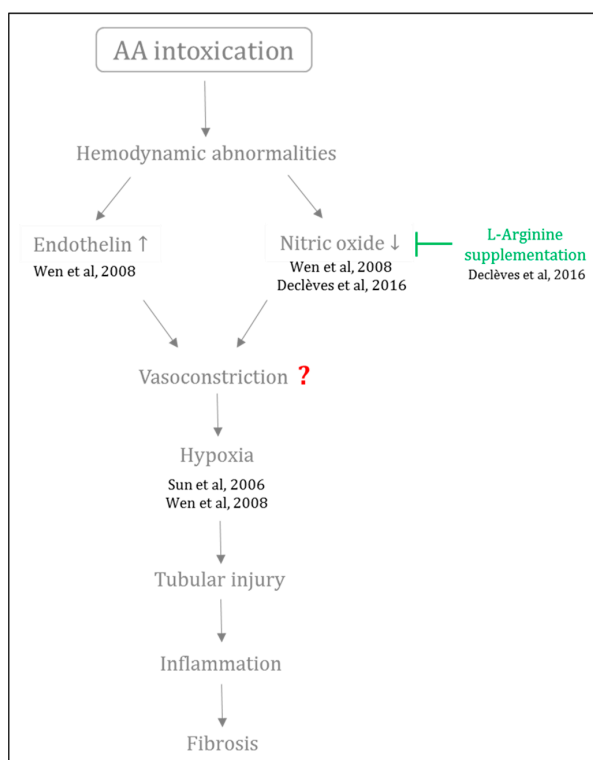 AA intoxication
Hemodynamic abnormalities
Endothelin ↑
Wen et al, 2008
Nitric oxide ↓
Wen et al, 2008
Declèves et al, 2016
L-Arginine
supplementation
Declèves et al, 2016
Vasoconstriction ?
Hypoxia
Sun et al, 2006
Wen et al, 2008
Tubular injury
Inflammation
Fibrosis